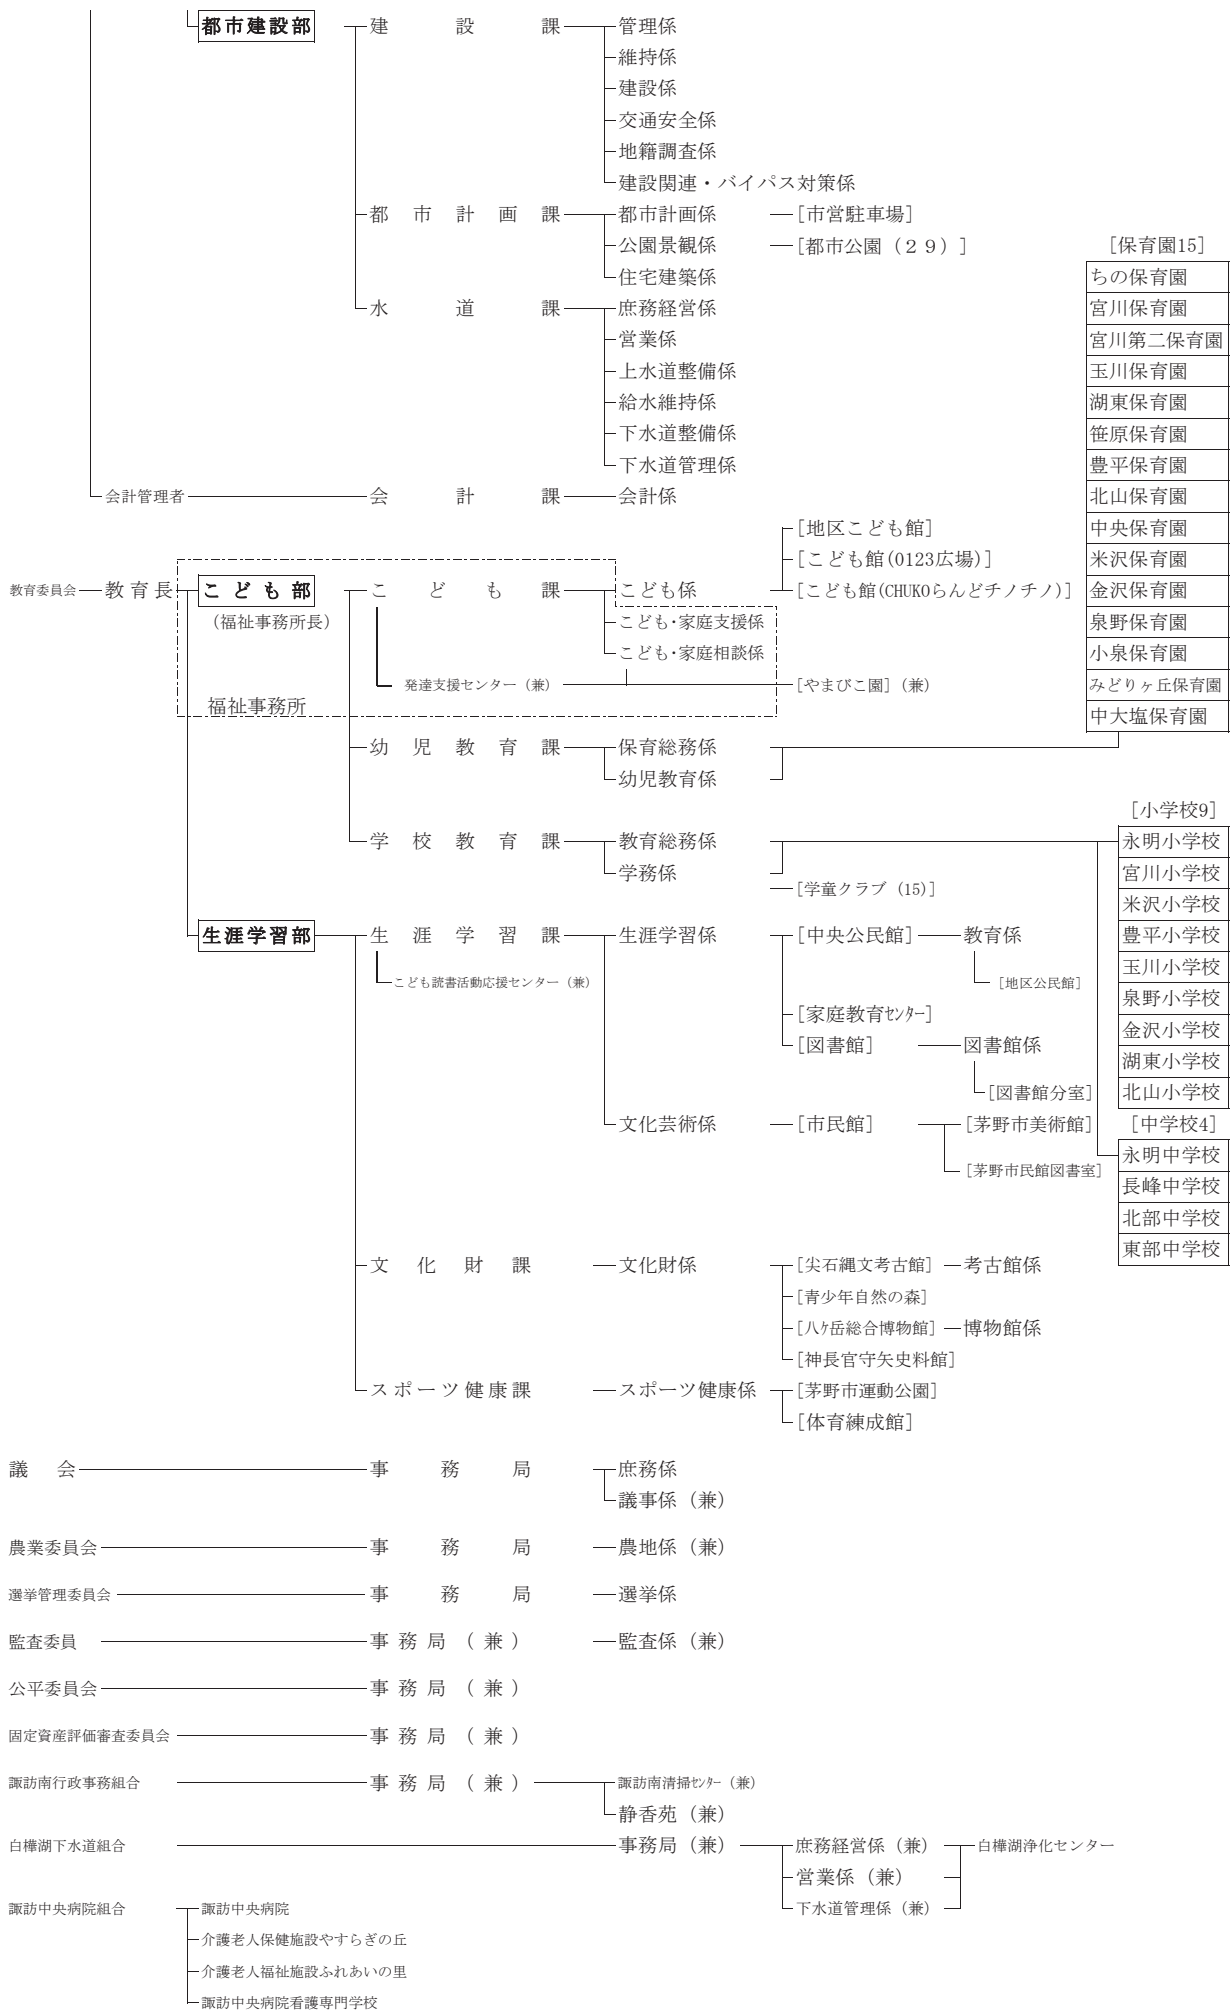 都市建設部 建設課 管理係
維持係
建設係
交通安全係
地籍調査係
建設関連・バイパス対策係
都市計画課 都市計画係 [市営駐車場]
公園景観係 [都市公園（２９）] [保育園15]
住宅建築係 ちの保育園
水道課 庶務経営係 宮川保育園
営業係 宮川第二保育園
上水道整備係 玉川保育園
給水維持係 湖東保育園
下水道整備係 笹原保育園
下水道管理係 豊平保育園
会計管理者 会計課 会計係 北山保育園
[地区こども館] 中央保育園
[こども館(0123広場)] 米沢保育園
教育委員会 教育長 こども部 こども課 こども係 [こども館(CHUKOらんどチノチノ)] 金沢保育園
（福祉事務所長） こども・家庭支援係 泉野保育園
こども・家庭相談係 小泉保育園
発達支援センター（兼） [やまびこ園]（兼） みどりヶ丘保育園
福祉事務所 中大塩保育園
幼児教育課 保育総務係
幼児教育係
[小学校9]
学校教育課 教育総務係 永明小学校
学務係 宮川小学校
[学童クラブ（15）] 米沢小学校
生涯学習部 生涯学習課 生涯学習係 [中央公民館] 教育係 豊平小学校
玉川小学校
こども読書活動応援センター（兼） [地区公民館]
泉野小学校
[家庭教育ｾﾝﾀｰ] 金沢小学校
[図書館] 図書館係 湖東小学校
[図書館分室] 北山小学校
文化芸術係 [市民館] [茅野市美術館] [中学校4]
永明中学校
[茅野市民館図書室]
長峰中学校
北部中学校
東部中学校
文化財課 文化財係 [尖石縄文考古館] 考古館係
[青少年自然の森]
[八ｹ岳総合博物館] 博物館係
[神長官守矢史料館]
スポーツ健康課 スポーツ健康係 [茅野市運動公園]
[体育練成館]
議会 事務局 庶務係
議事係（兼）
農業委員会 事務局 農地係（兼）
選挙管理委員会 事務局 選挙係
監査委員 事務局（兼） 監査係（兼）
公平委員会 事務局（兼）
固定資産評価審査委員会 事務局（兼）
諏訪南行政事務組合 事務局（兼） 諏訪南清掃ｾﾝﾀｰ（兼）
静香苑（兼）
白樺湖下水道組合 事務局（兼） 庶務経営係（兼） 白樺湖浄化センター
営業係（兼）
下水道管理係（兼）
諏訪中央病院組合 諏訪中央病院
介護老人保健施設やすらぎの丘
介護老人福祉施設ふれあいの里
諏訪中央病院看護専門学校